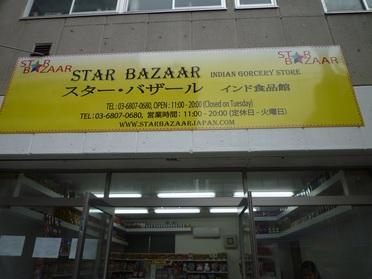 STAR BAZAAR
STAR BAZAAR INDIAN GORCERY STORE
STAR BAZAAR
スター・バザール インド食品館
TEL: 03-6807-0680, OPEN : 11:00 - 20:00 (Closed on Tuesday)
TEL : 03-6807-0680, 営業時間 : 11:00 - 20:00 (定休日 - 火曜日)
WWW.STARBAZAARJAPAN.COM